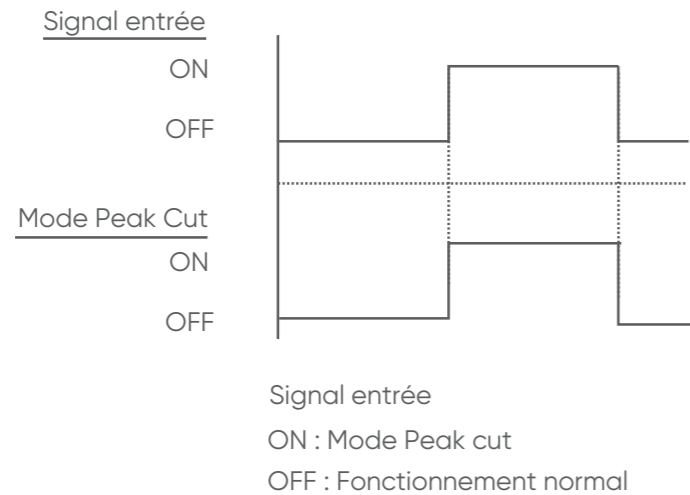 Signal entrée
ON
OFF
Mode Peak Cut
ON
OFF
Signal entrée
ON : Mode Peak cut
OFF : Fonctionnement normal